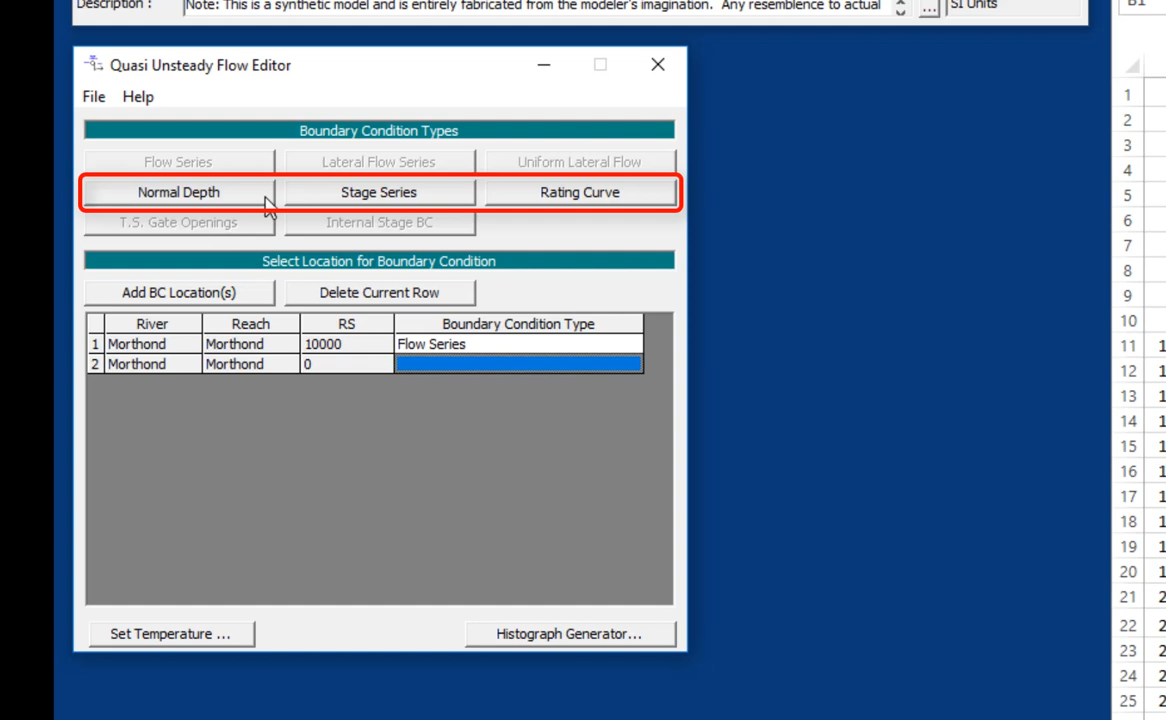 Description : Note: This is a synthetic model and is entirely fabricated from the modeler's imagination. Any resemblance to actual ... SI Units
Quasi Unsteady Flow Editor
File Help
Boundary Condition Types
Flow Series Lateral Flow Series Uniform Lateral Flow
Normal Depth Stage Series Rating Curve
T.S. Gate Openings Internal Stage BC
Select Location for Boundary Condition
Add BC Location(s) Delete Current Row
River Reach RS Boundary Condition Type
1 Morthond Morthond 10000 Flow Series
2 Morthond Morthond 0
Set Temperature ... Histograph Generator...
1
2
3
4
5
6
7
8
9
10
11
12
13
14
15
16
17
18
19
20
21
22
23
24
25